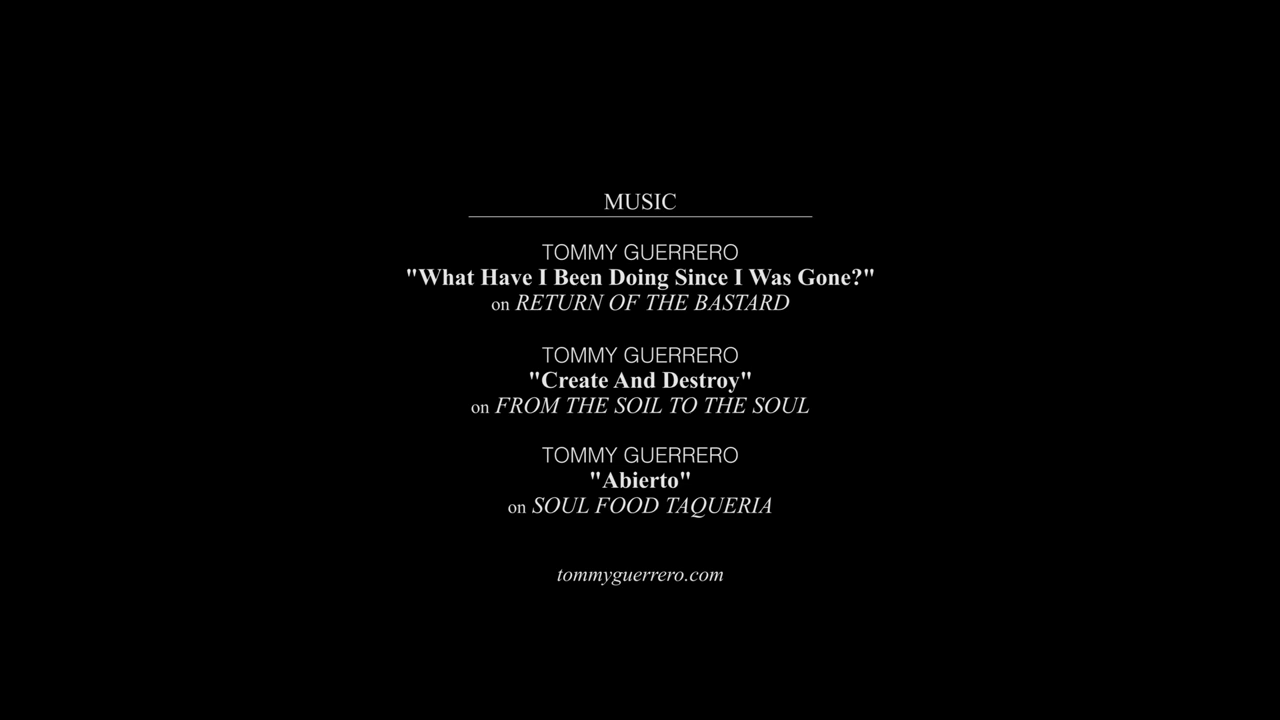 MUSIC
TOMMY GUERRERO
"What Have I Been Doing Since I Was Gone?"
on RETURN OF THE BASTARD
TOMMY GUERRERO
"Create And Destroy"
on FROM THE SOIL TO THE SOUL
TOMMY GUERRERO
"Abierto"
on SOUL FOOD TAQUERIA
tommyguerrero.com